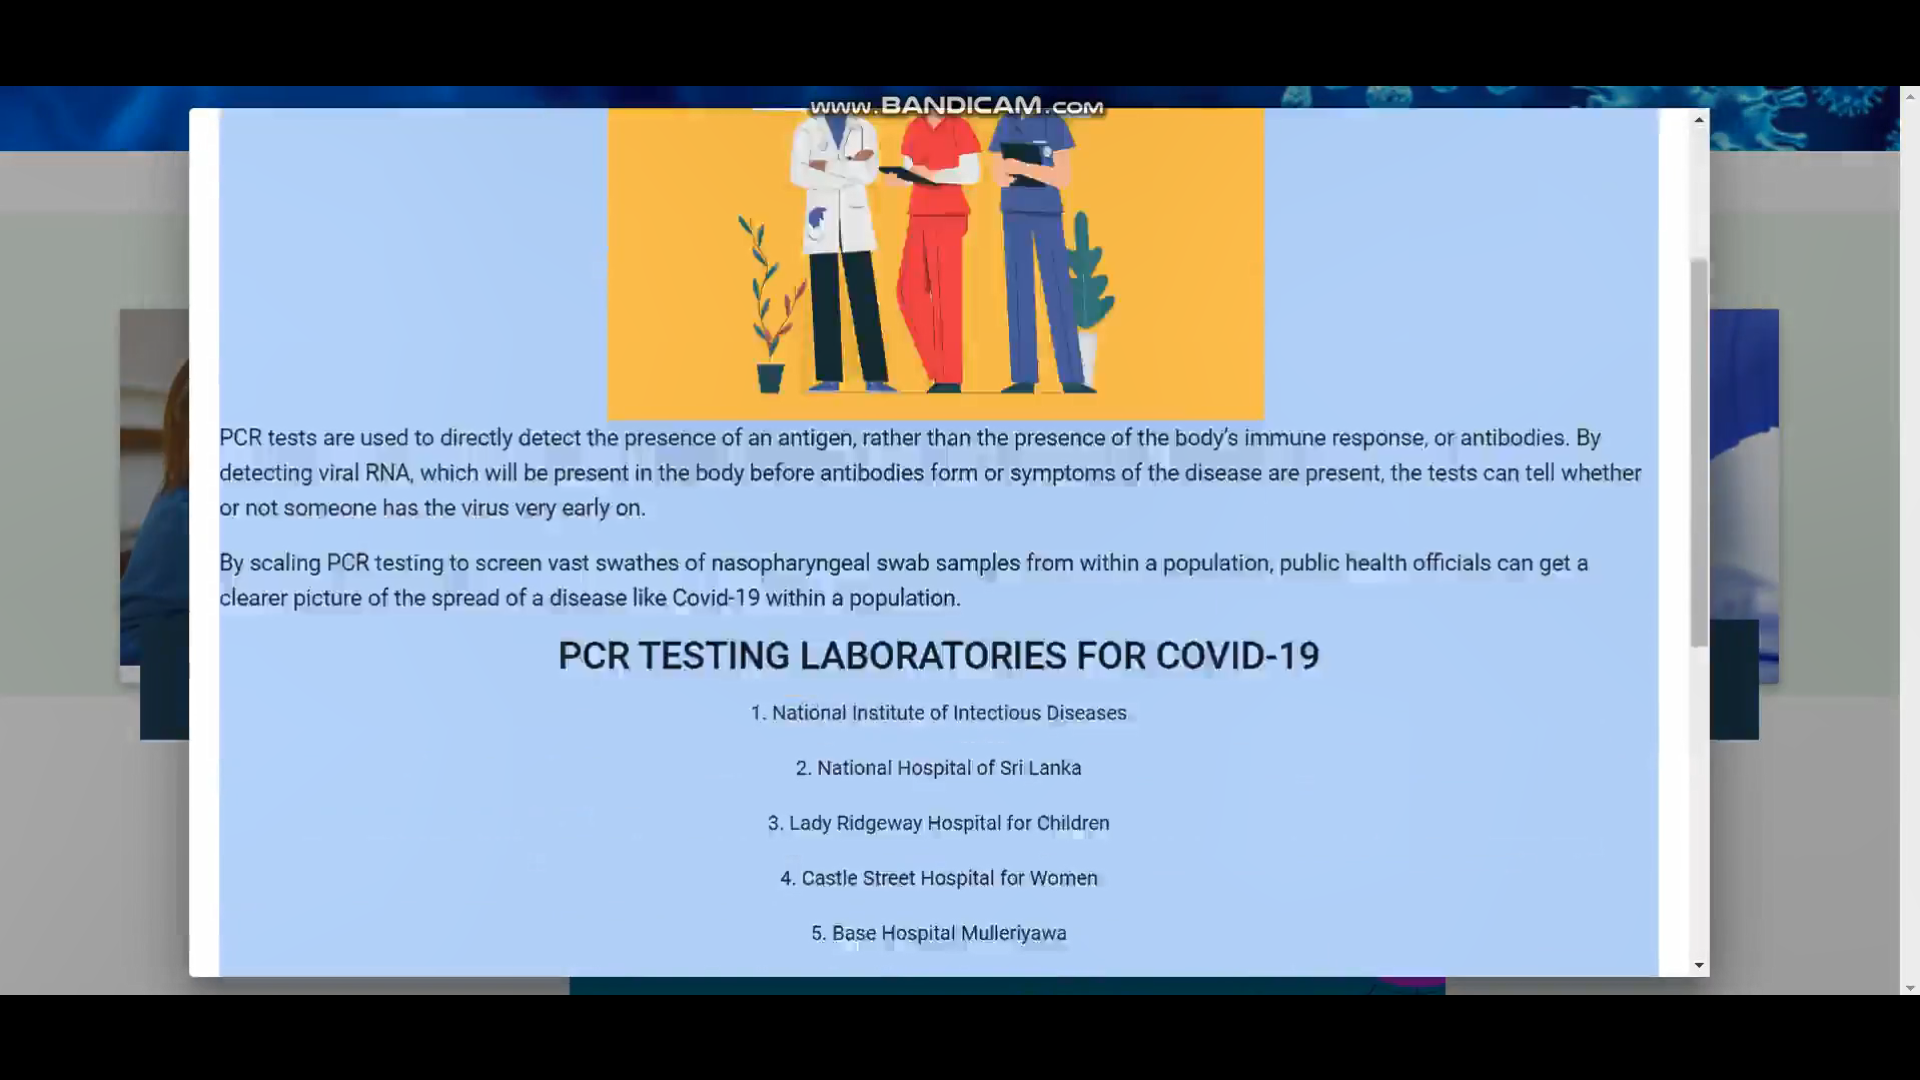 www.BANDICAM.com
PCR tests are used to directly detect the presence of an antigen, rather than the presence of the body's immune response, or antibodies. By
detecting viral RNA, which will be present in the body before antibodies form or symptoms of the disease are present, the tests can tell whether
or not someone has the virus very early on.
By scaling PCR testing to screen vast swathes of nasopharyngeal swab samples from within a population, public health officials can get a
clearer picture of the spread of a disease like Covid-19 within a population.
PCR TESTING LABORATORIES FOR COVID-19
1. National Institute of Intectious Diseases
2. National Hospital of Sri Lanka
3. Lady Ridgeway Hospital for Children
4. Castle Street Hospital for Women
5. Base Hospital Mulleriyawa